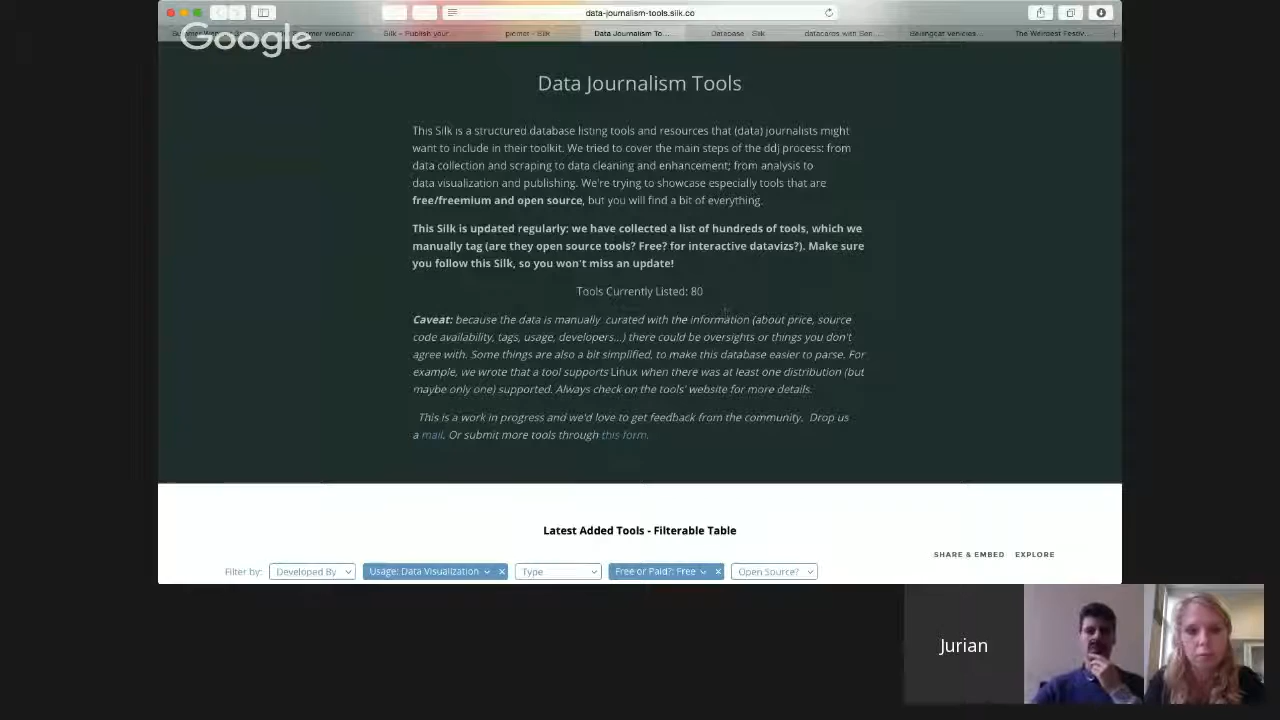 data-journalism-tools.silk.co
Google
Silk – Publish your...
Data Journalism To...
Database Silk
Bellingcat Vehicles...
The Weirdest Festiv...
Data Journalism Tools
This Silk is a structured database listing tools and resources that (data) journalists might
want to include in their toolkit. We tried to cover the main steps of the ddj process: from
data collection and scraping to data cleaning and enhancement; from analysis to
data visualization and publishing. We're trying to showcase especially tools that are
free/freemium and open source, but you will find a bit of everything.
This Silk is updated regularly: we have collected a list of hundreds of tools, which we
manually tag (are they open source tools? Free? for interactive datavizs?). Make sure
you follow this Silk, so you won't miss an update!
Tools Currently Listed: 80
Caveat: because the data is manually curated with the information (about price, source
code availability, tags, usage, developers...) there could be oversights or things you don't
agree with. Some things are also a bit simplified, to make this database easier to parse. For
example, we wrote that a tool supports Linux when there was at least one distribution (but
maybe only one) supported. Always check on the tools' website for more details.
This is a work in progress and we'd love to get feedback from the community. Drop us
a mail. Or submit more tools through this form.
Latest Added Tools - Filterable Table
SHARE & EMBED EXPLORE
Filter by: Developed By Usage: Data Visualization Type Free or Paid?: Free Open Source?
Jurian